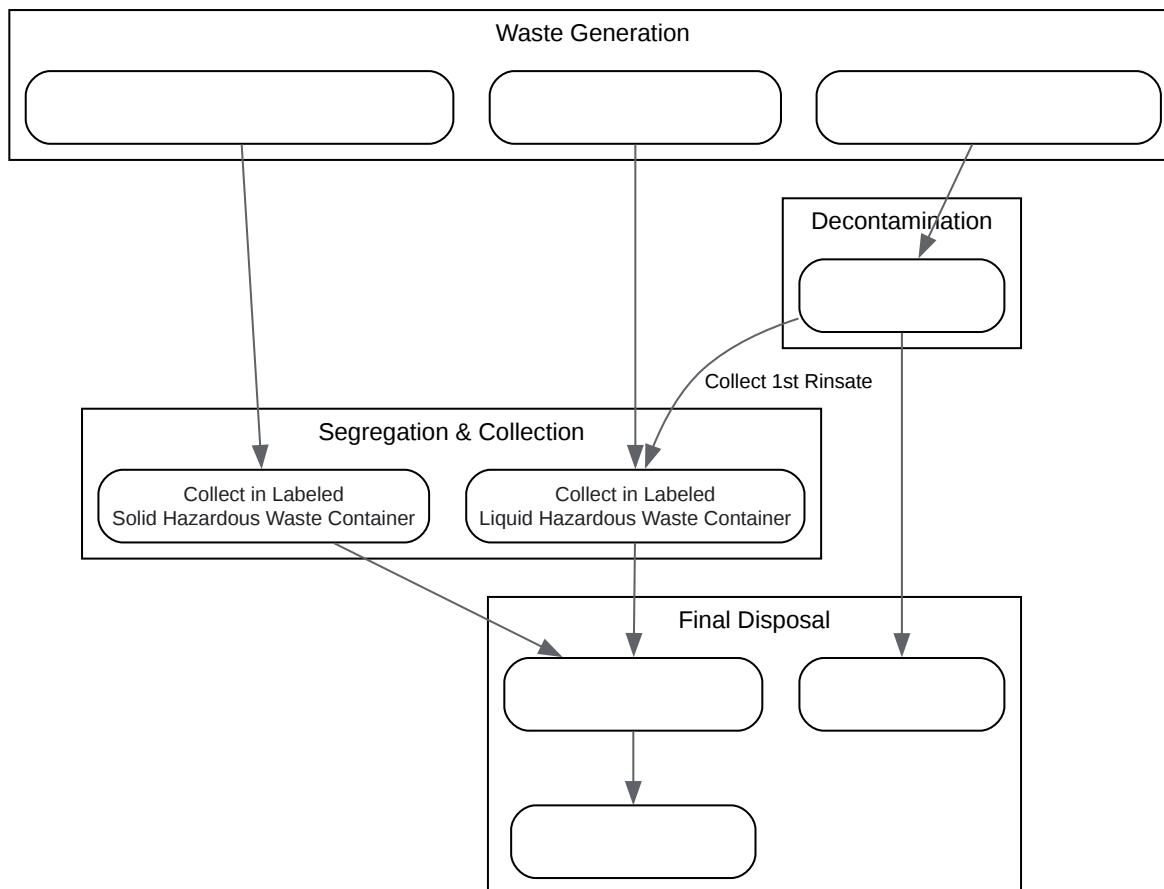 Waste Generation
Decontamination
Collect 1st Rinsate
Segregation & Collection
Collect in Labeled
Solid Hazardous Waste Container
Collect in Labeled
Liquid Hazardous Waste Container
Final Disposal